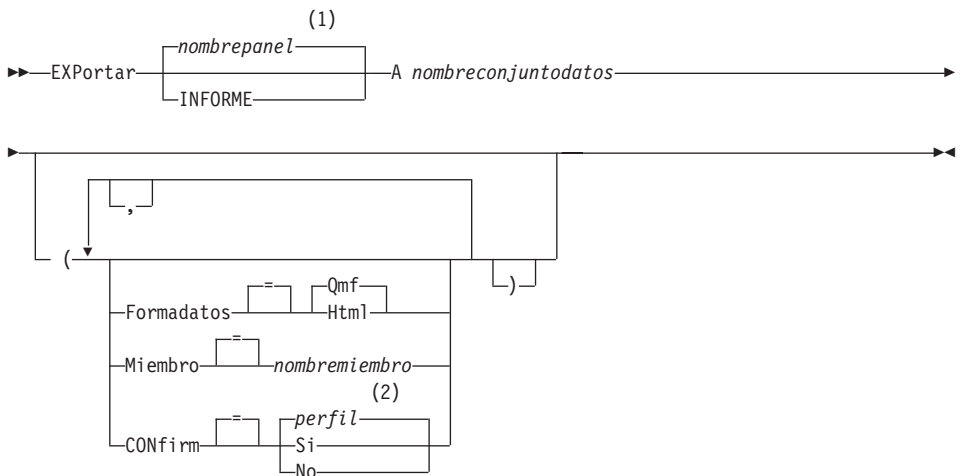 (1)
nombrepanel
EXPortar A nombreconjuntodatos
INFORME
,
( )
= Qmf
Formadatos Html
=
Miembro nombremiembro
(2)
= perfil
CONfirm Si
No